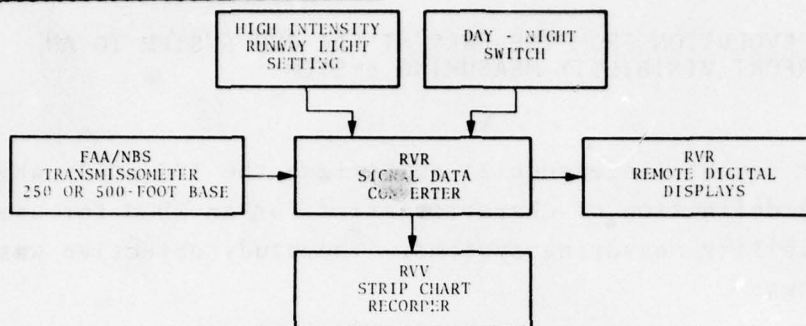 HIGH INTENSITY
RUNWAY LIGHT
SETTING
DAY - NIGHT
SWITCH
FAA/NBS
TRANSMISSOMETER
250 OR 500-FOOT BASE
RVR
SIGNAL DATA
CONVERTER
RVR
REMOTE DIGITAL
DISPLAYS
RVV
STRIP CHART
RECORDER